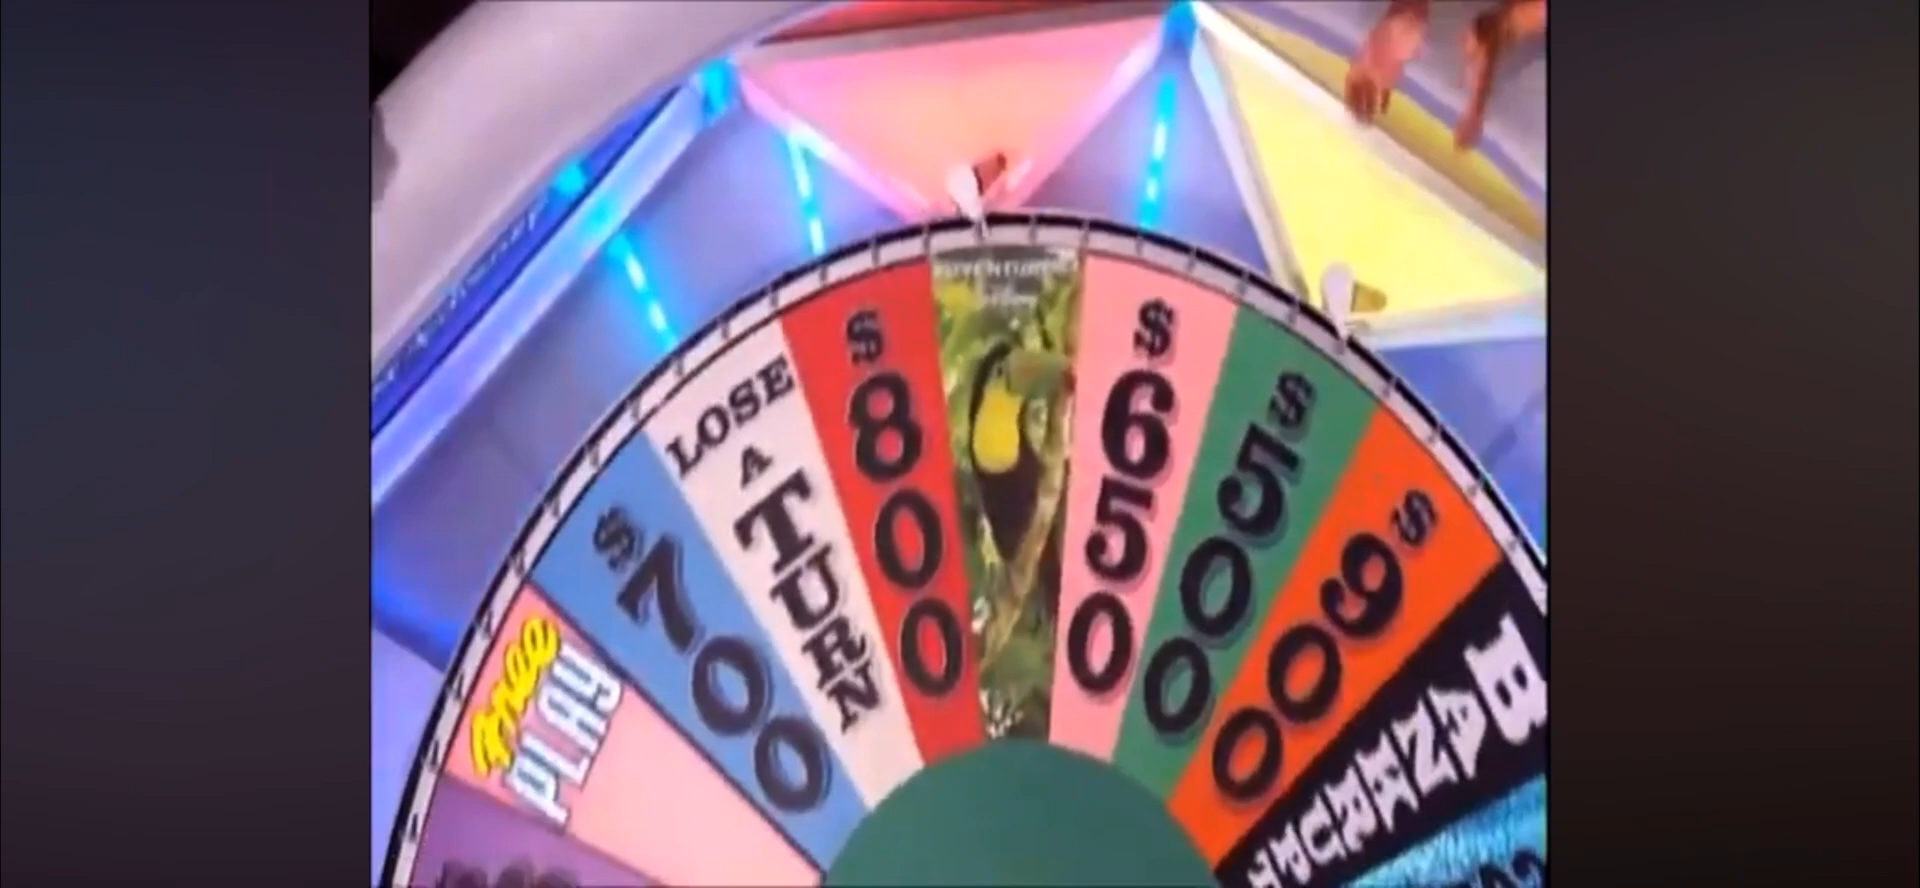 Free
PLAY
$700
LOSE
A
TURN
$800
$650
$500
$900
BANKRUPT